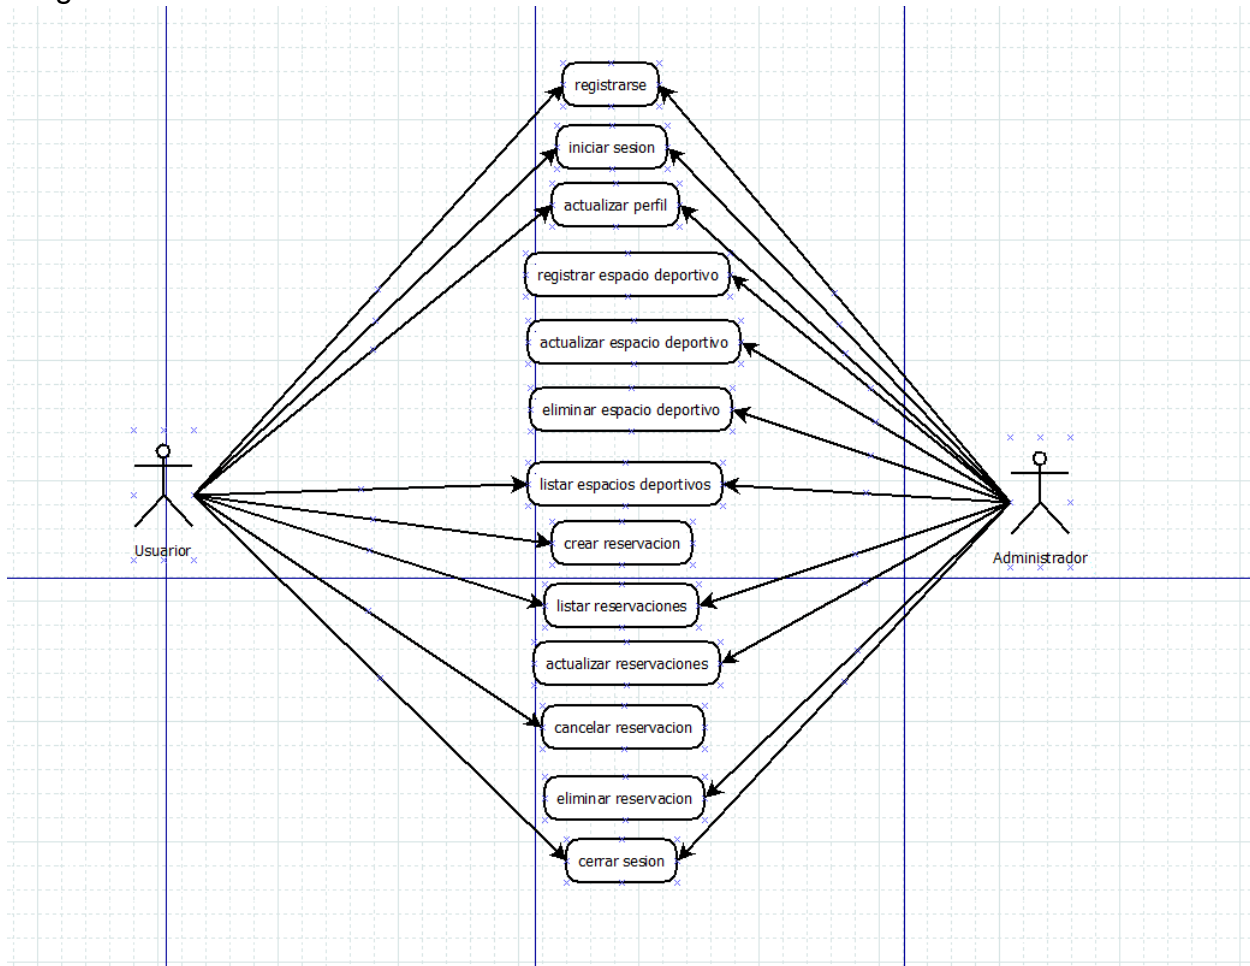 registrarse
iniciar sesion
actualizar perfil
registrar espacio deportivo
actualizar espacio deportivo
eliminar espacio deportivo
listar espacios deportivos
crear reservacion
Usuarior
Administrador
listar reservaciones
actualizar reservaciones
cancelar reservacion
eliminar reservacion
cerrar sesion